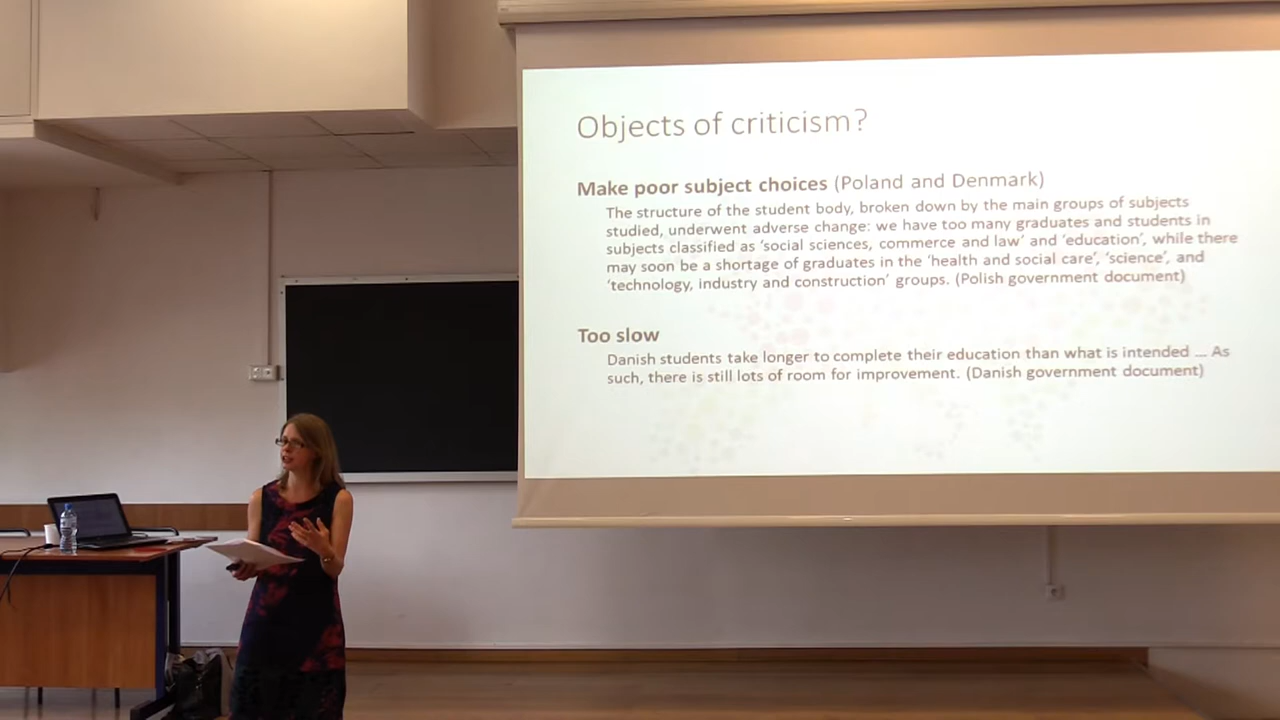 Objects of criticism?
Make poor subject choices (Poland and Denmark)
The structure of the student body, broken down by the main groups of subjects
studied, underwent adverse change: we have too many graduates and students in
subjects classified as ‘social sciences, commerce and law’ and ‘education’, while there
may soon be a shortage of graduates in the ‘health and social care’, ‘science’, and
‘technology, industry and construction’ groups. (Polish government document)
Too slow
Danish students take longer to complete their education than what is intended ... As
such, there is still lots of room for improvement. (Danish government document)